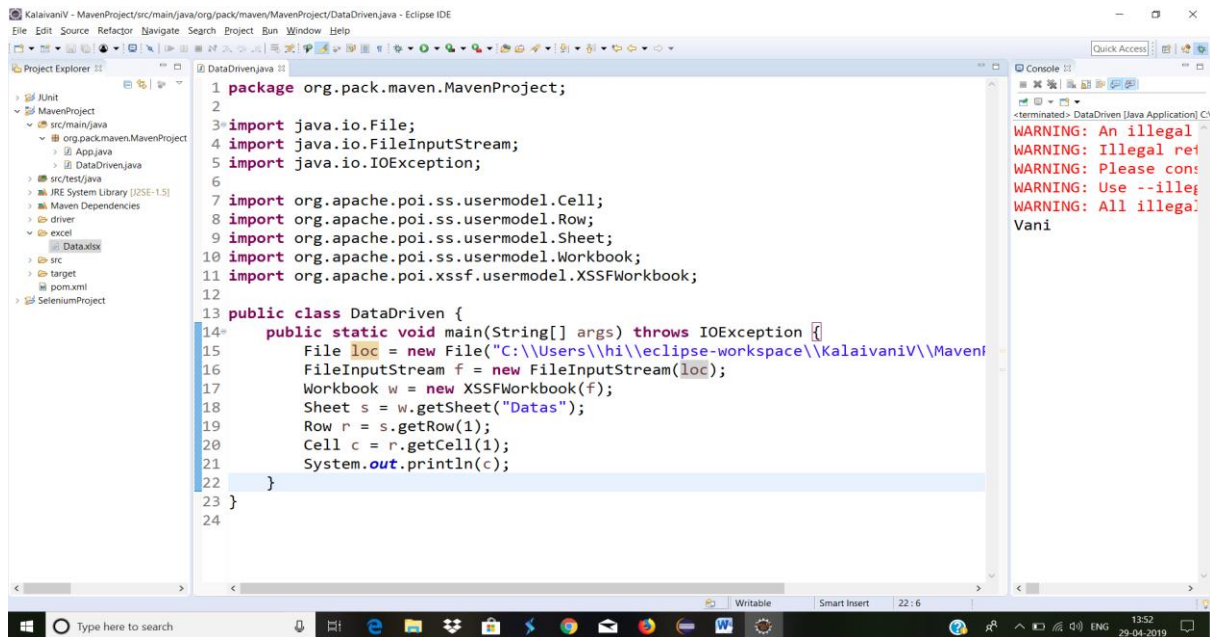 KalaivaniV - MavenProject/src/main/java/org/pack/maven/MavenProject/DataDriven.java - Eclipse IDE
File Edit Source Refactor Navigate Search Project Run Window Help
Quick Access
Project Explorer
JUnit
MavenProject
src/main/java
org.pack.maven.MavenProject
App.java
DataDriven.java
src/test/java
JRE System Library [J2SE-1.5]
Maven Dependencies
driver
excel
Data.xlsx
src
target
pom.xml
SeleniumProject
DataDriven.java
1 package org.pack.maven.MavenProject;
2
3 import java.io.File;
4 import java.io.FileInputStream;
5 import java.io.IOException;
6
7 import org.apache.poi.ss.usermodel.Cell;
8 import org.apache.poi.ss.usermodel.Row;
9 import org.apache.poi.ss.usermodel.Sheet;
10 import org.apache.poi.ss.usermodel.Workbook;
11 import org.apache.poi.xssf.usermodel.XSSFWorkbook;
12
13 public class DataDriven {
14 public static void main(String[] args) throws IOException {
15 File loc = new File("C:\\Users\\hi\\eclipse-workspace\\KalaivaniV\\Maven
16 FileInputStream f = new FileInputStream(loc);
17 Workbook w = new XSSFWorkbook(f);
18 Sheet s = w.getSheet("Datas");
19 Row r = s.getRow(1);
20 Cell c = r.getCell(1);
21 System.out.println(c);
22 }
23 }
24
Console
<terminated> DataDriven [Java Application] C:\
WARNING: An illegal
WARNING: Illegal ref
WARNING: Please cons
WARNING: Use --illeg
WARNING: All illegal
Vani
Writable Smart Insert 22 : 6
Type here to search
ENG
13:52
29-04-2019